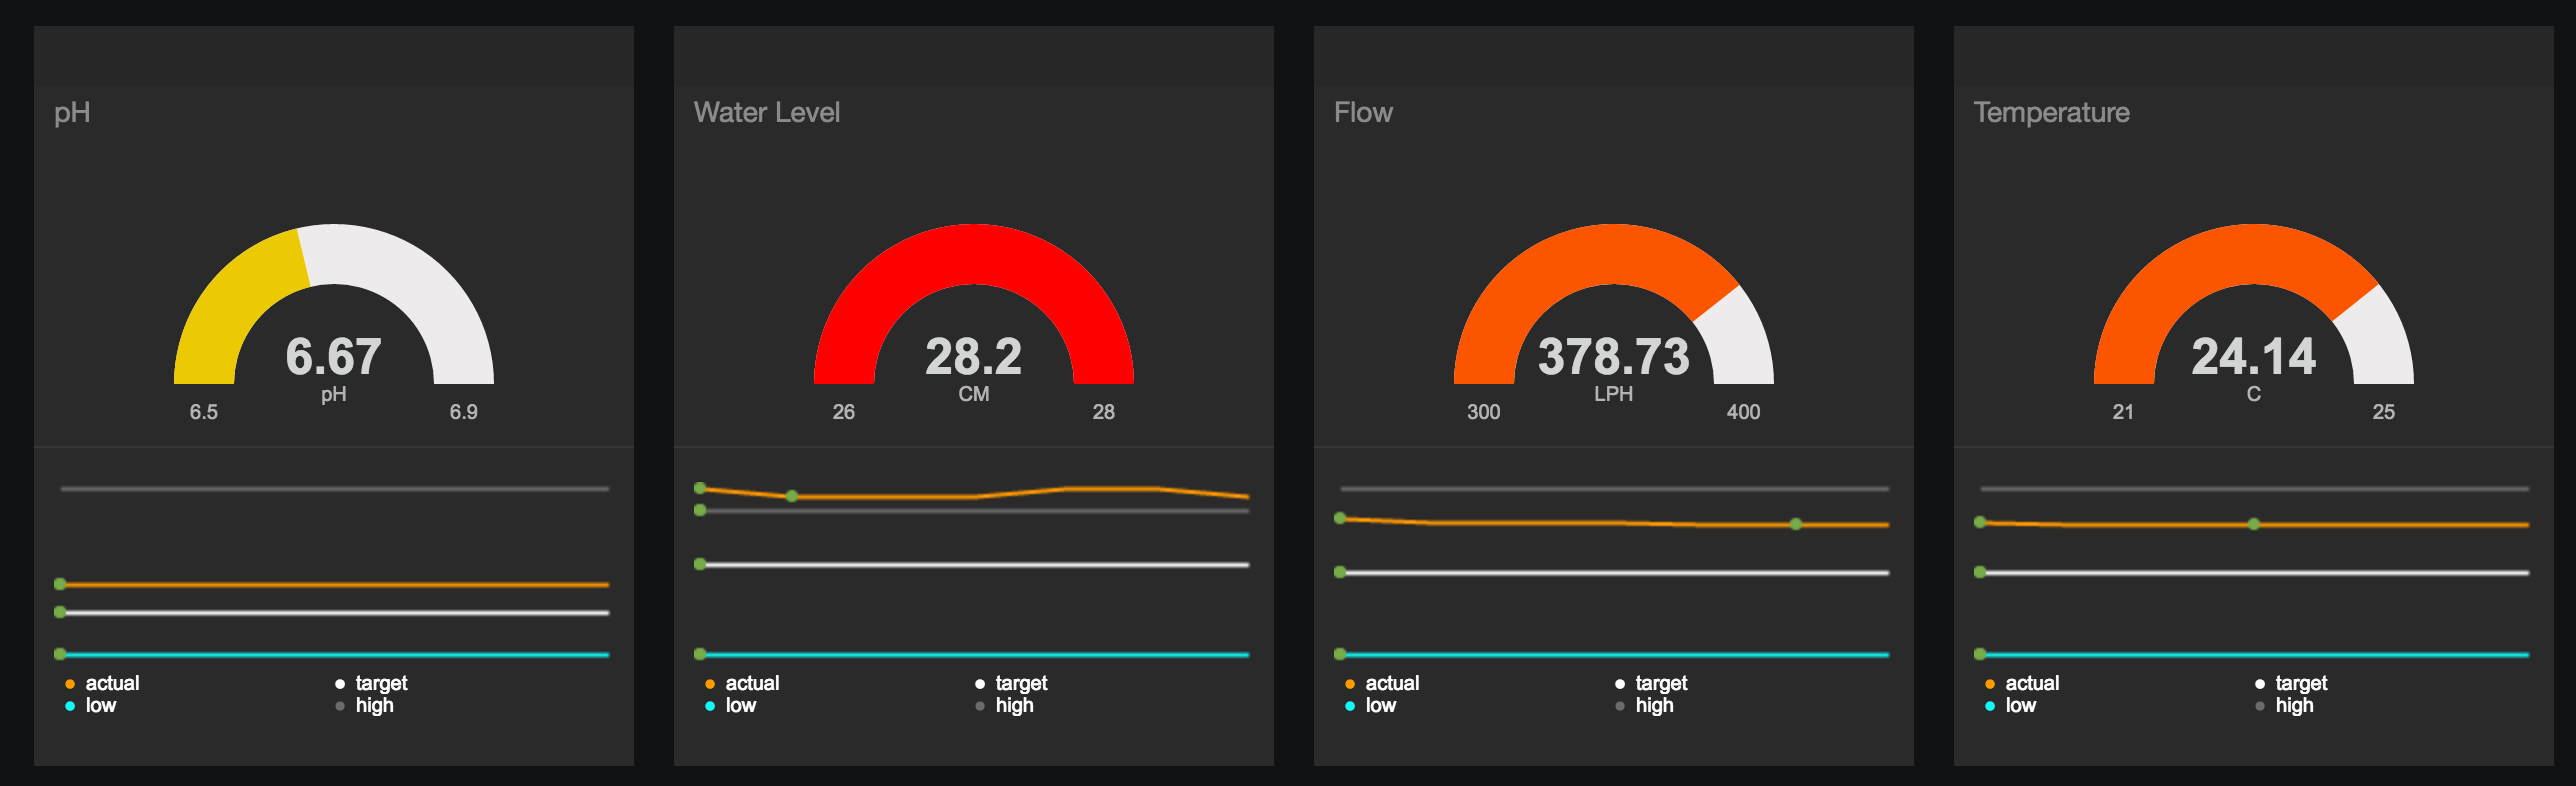 pH
6.67
pH
6.5 6.9
actual target
low high
Water Level
28.2
CM
26 28
actual target
low high
Flow
378.73
LPH
300 400
actual target
low high
Temperature
24.14
C
21 25
actual target
low high